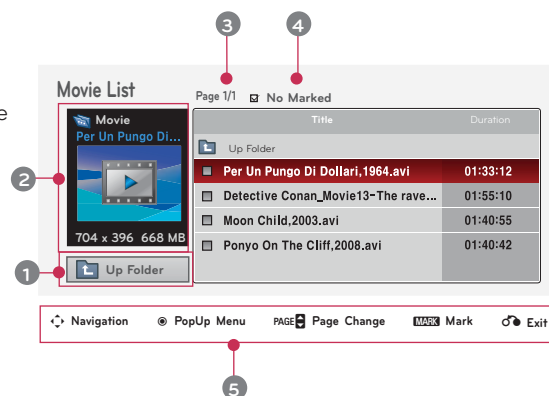 3 4
Movie List
Page 1/1 No Marked
e
Movie
Per Un Pungo Di...
704 x 396 668 MB
Up Folder
2
1
Title Duration
Up Folder
Per Un Pungo Di Dollari,1964.avi 01:33:12
Detective Conan_Movie13-The rave... 01:55:10
Moon Child,2003.avi 01:40:55
Ponyo On The Cliff,2008.avi 01:40:42
Navigation PopUp Menu PAGE Page Change MARK Mark Exit
5